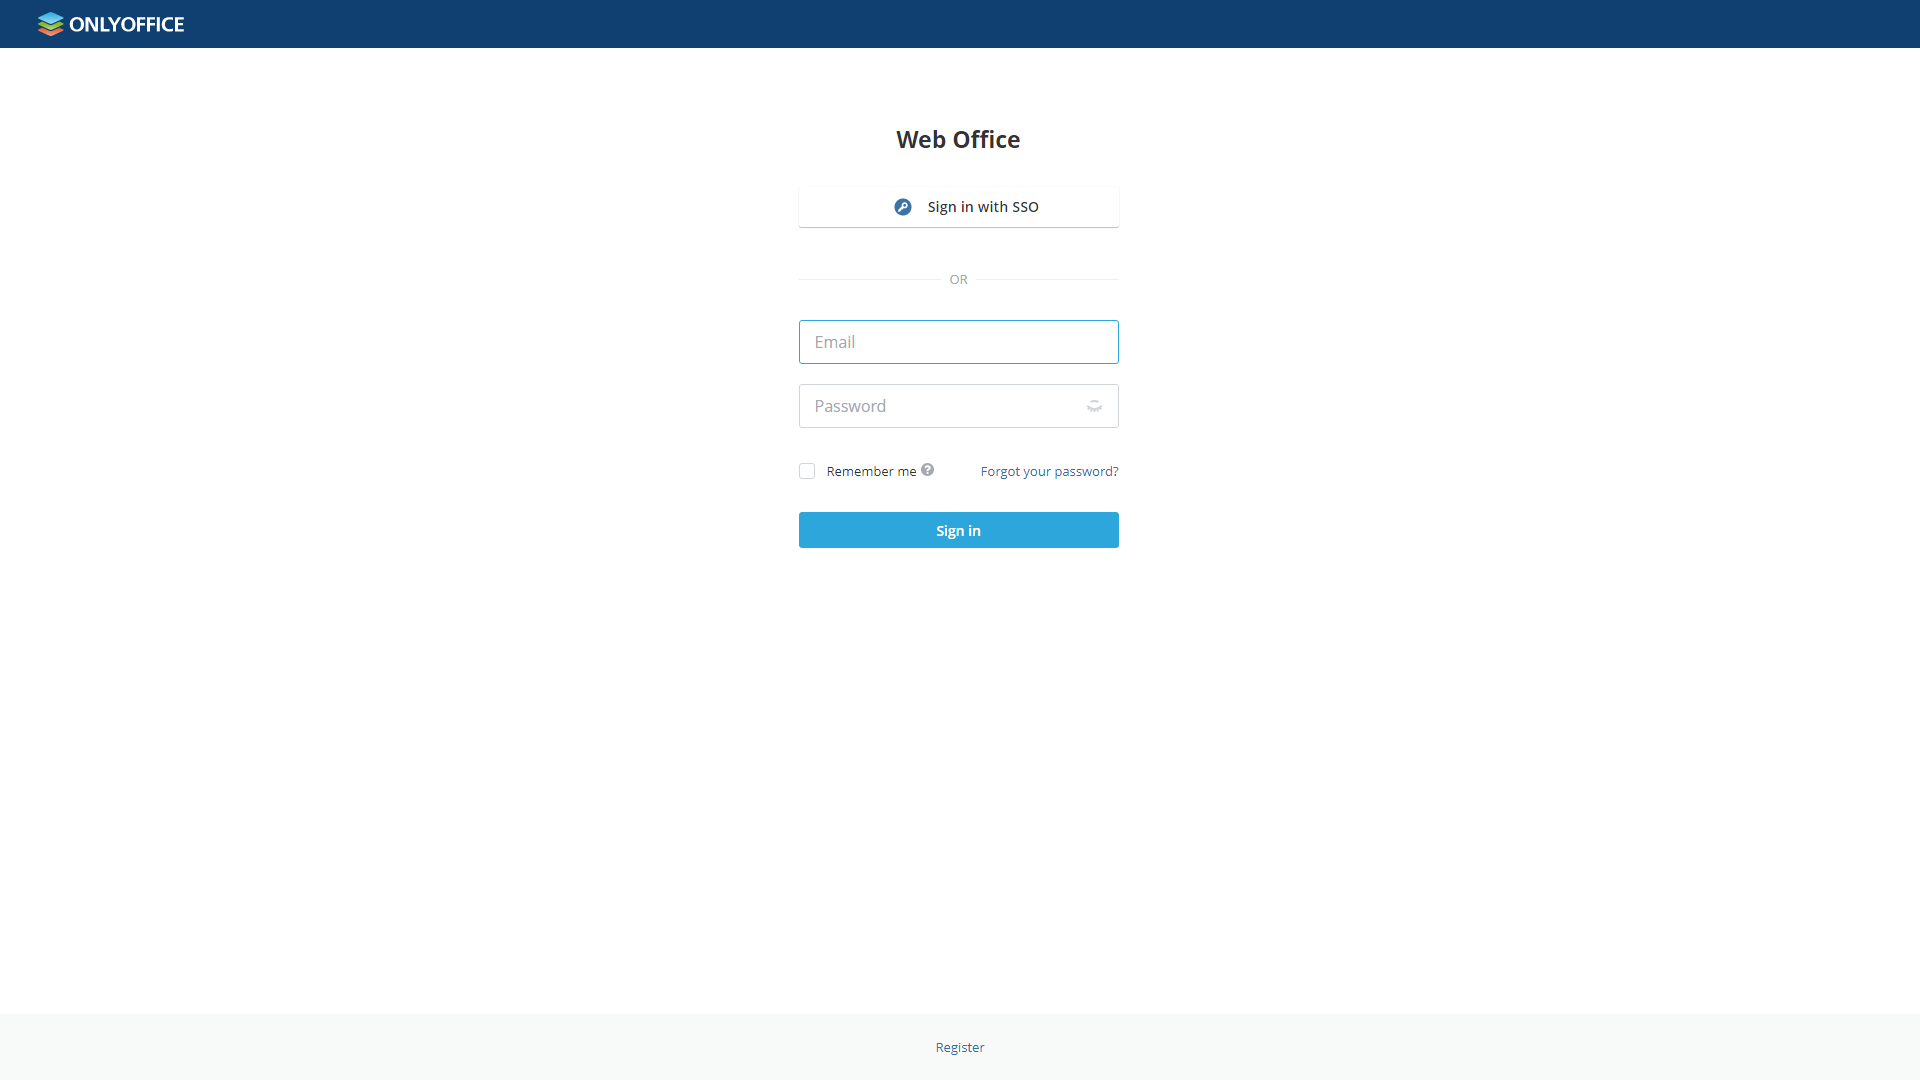 ONLYOFFICE
Web Office
Sign in with SSO
OR
Email
Password
Remember me ?
Forgot your password?
Sign in
Register